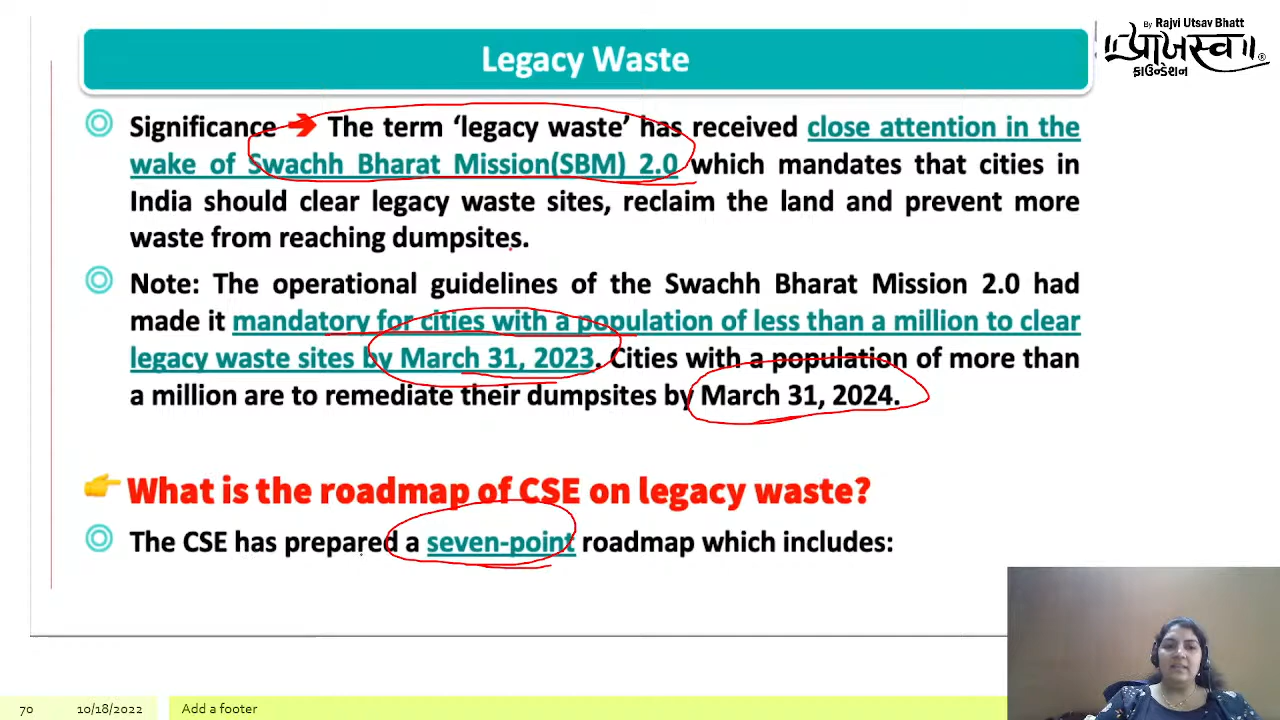 By Rajvi Utsav Bhatt
॥प्राजस्व॥ ®
ફાઉન્ડેશન
Legacy Waste
Significance ➔ The term ‘legacy waste’ has received close attention in the
wake of Swachh Bharat Mission(SBM) 2.0 which mandates that cities in
India should clear legacy waste sites, reclaim the land and prevent more
waste from reaching dumpsites.
Note: The operational guidelines of the Swachh Bharat Mission 2.0 had
made it mandatory for cities with a population of less than a million to clear
legacy waste sites by March 31, 2023. Cities with a population of more than
a million are to remediate their dumpsites by March 31, 2024.
What is the roadmap of CSE on legacy waste?
The CSE has prepared a seven-point roadmap which includes:
70 10/18/2022 Add a footer